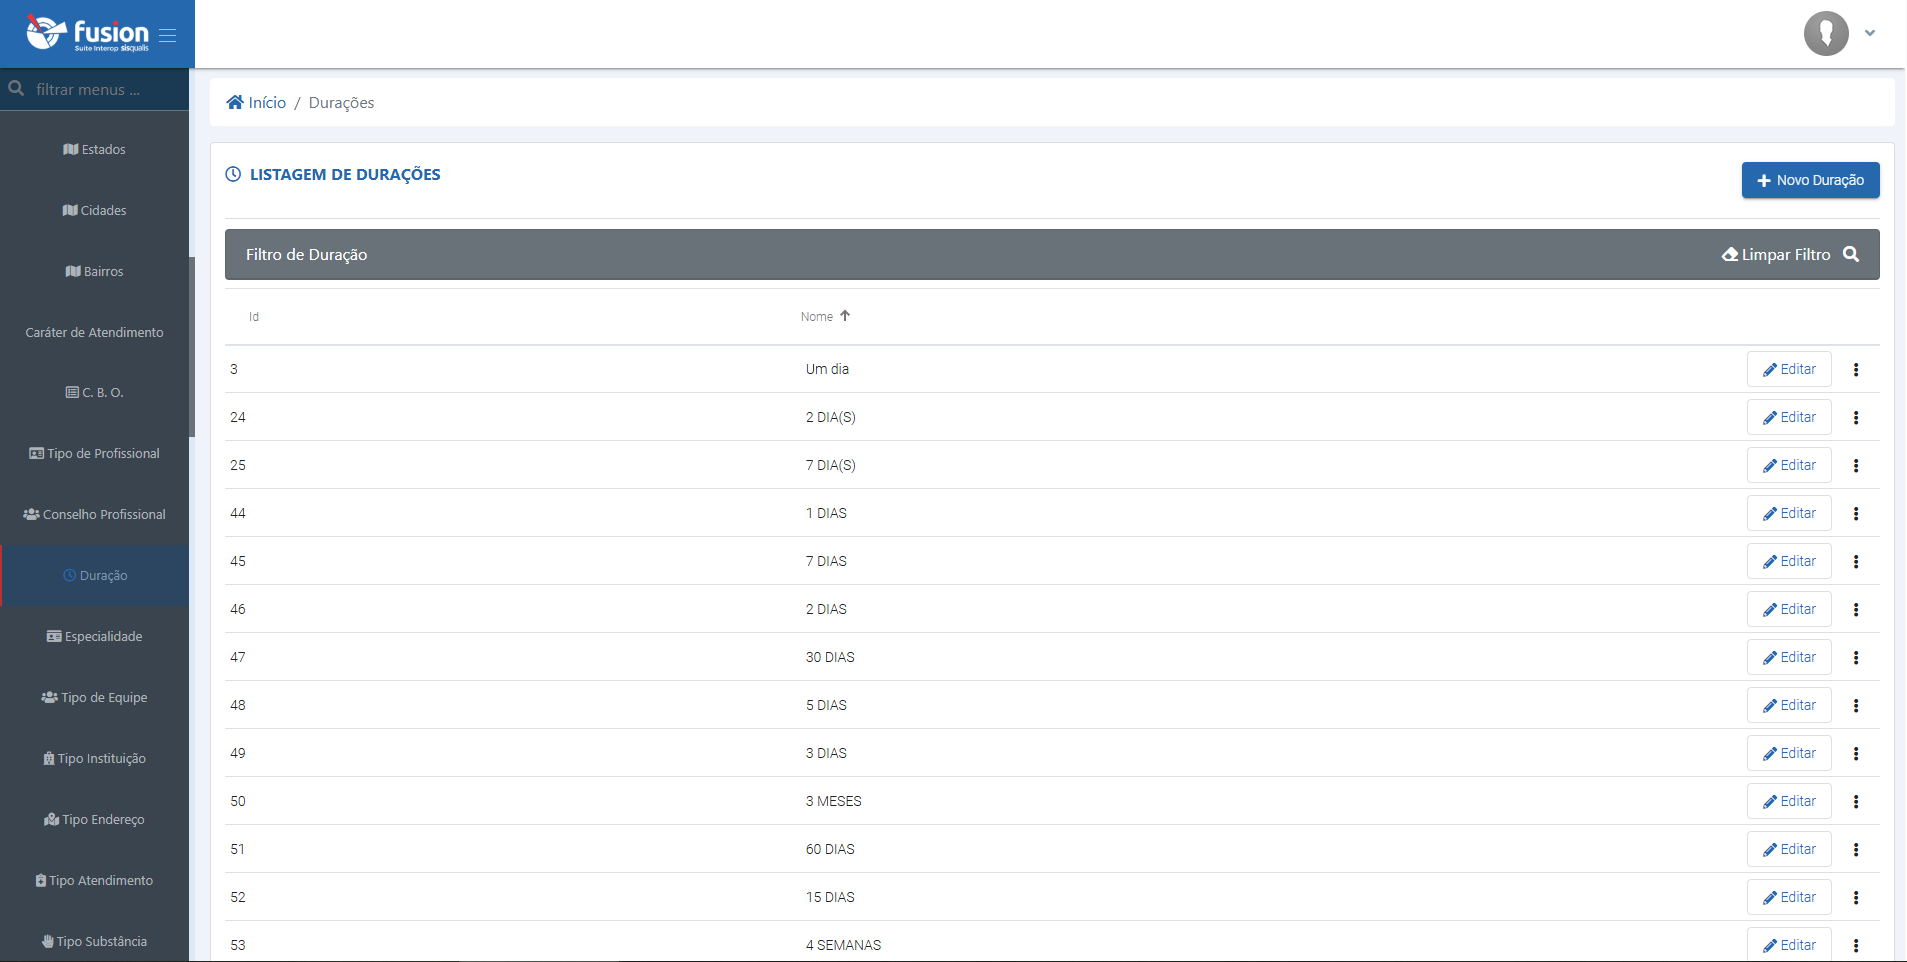 fusion
Suite Interop sisqualis
filtrar menus ...
Estados
Cidades
Bairros
Caráter de Atendimento
C. B. O.
Tipo de Profissional
Conselho Profissional
Duração
Especialidade
Tipo de Equipe
Tipo Instituição
Tipo Endereço
Tipo Atendimento
Tipo Substância
Início / Durações
LISTAGEM DE DURAÇÕES
Novo Duração
Filtro de Duração
Limpar Filtro
Id Nome
3 Um dia Editar
24 2 DIA(S) Editar
25 7 DIA(S) Editar
44 1 DIAS Editar
45 7 DIAS Editar
46 2 DIAS Editar
47 30 DIAS Editar
48 5 DIAS Editar
49 3 DIAS Editar
50 3 MESES Editar
51 60 DIAS Editar
52 15 DIAS Editar
53 4 SEMANAS Editar